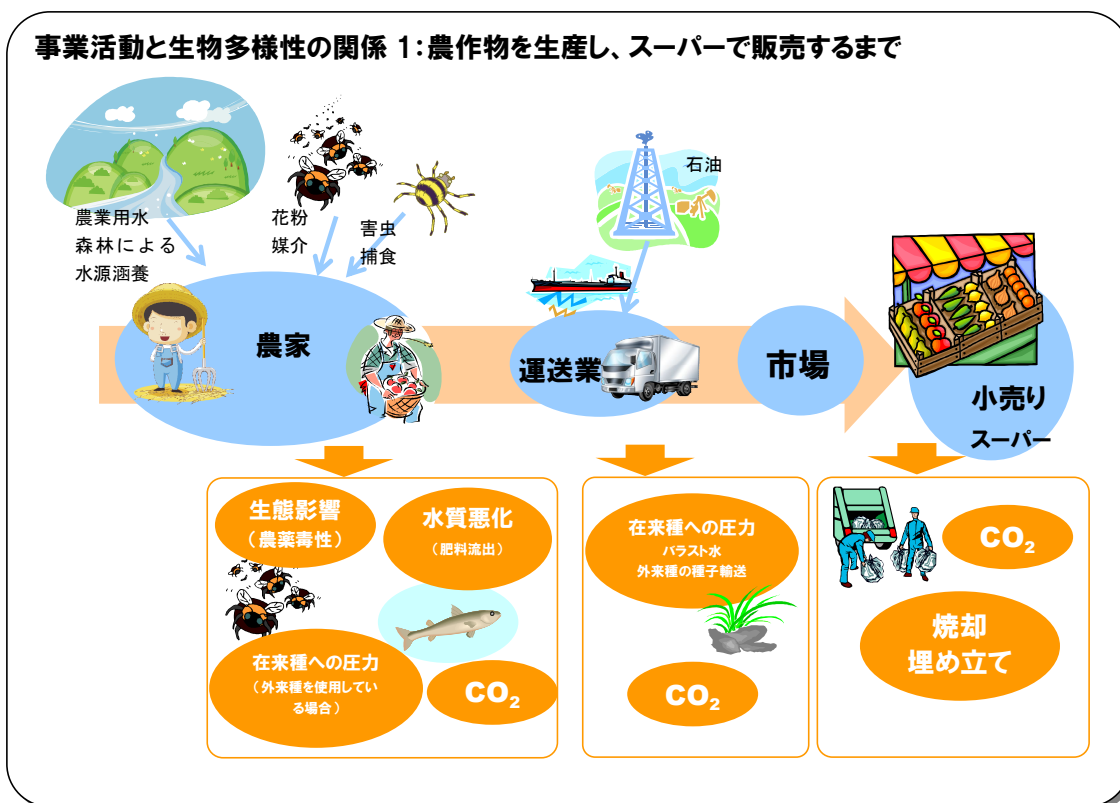 事業活動と生物多様性の関係 1:農作物を生産し、スーパーで販売するまで
農業用水
森林による
水源涵養
花粉
媒介
害虫
捕食
石油
農家
運送業
市場
小売り
スーパー
生態影響
(農薬毒性)
水質悪化
(肥料流出)
在来種への圧力
(外来種を使用してい
る場合)
CO₂
在来種への圧力
バラスト水
外来種の種子輸送
CO₂
CO₂
焼却
埋め立て